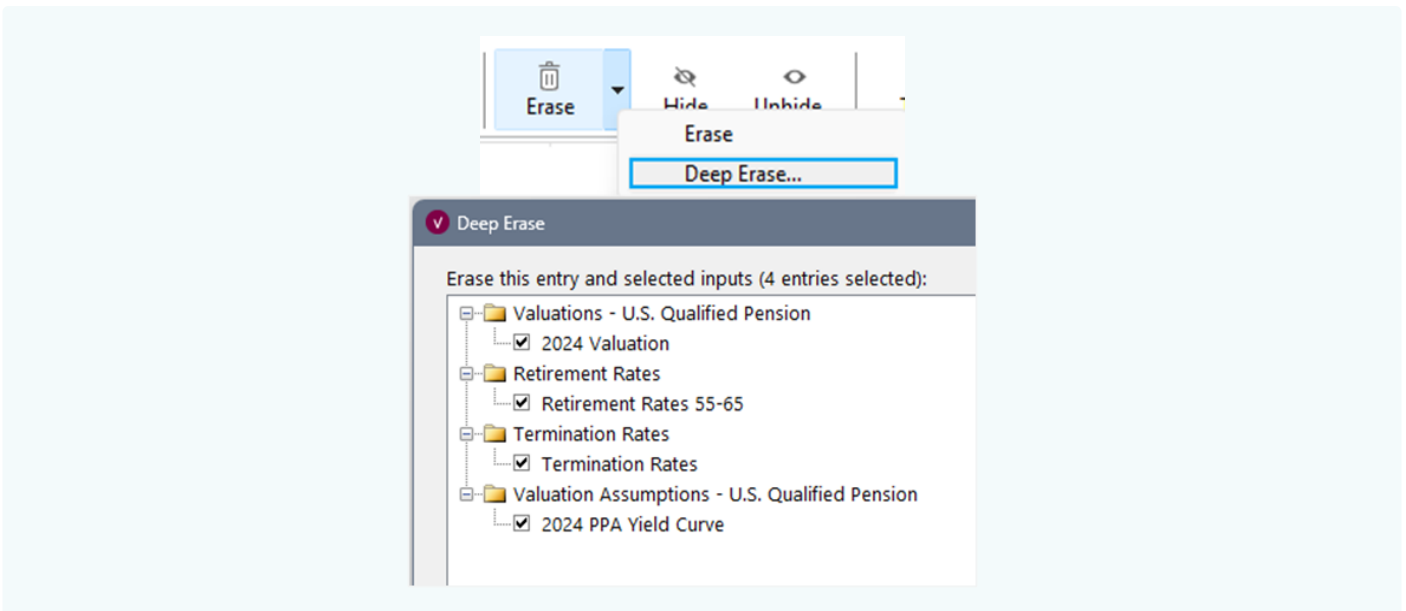 Erase
Hide
Unhide
Erase
Deep Erase...
V Deep Erase
Erase this entry and selected inputs (4 entries selected):
Valuations - U.S. Qualified Pension
2024 Valuation
Retirement Rates
Retirement Rates 55-65
Termination Rates
Termination Rates
Valuation Assumptions - U.S. Qualified Pension
2024 PPA Yield Curve